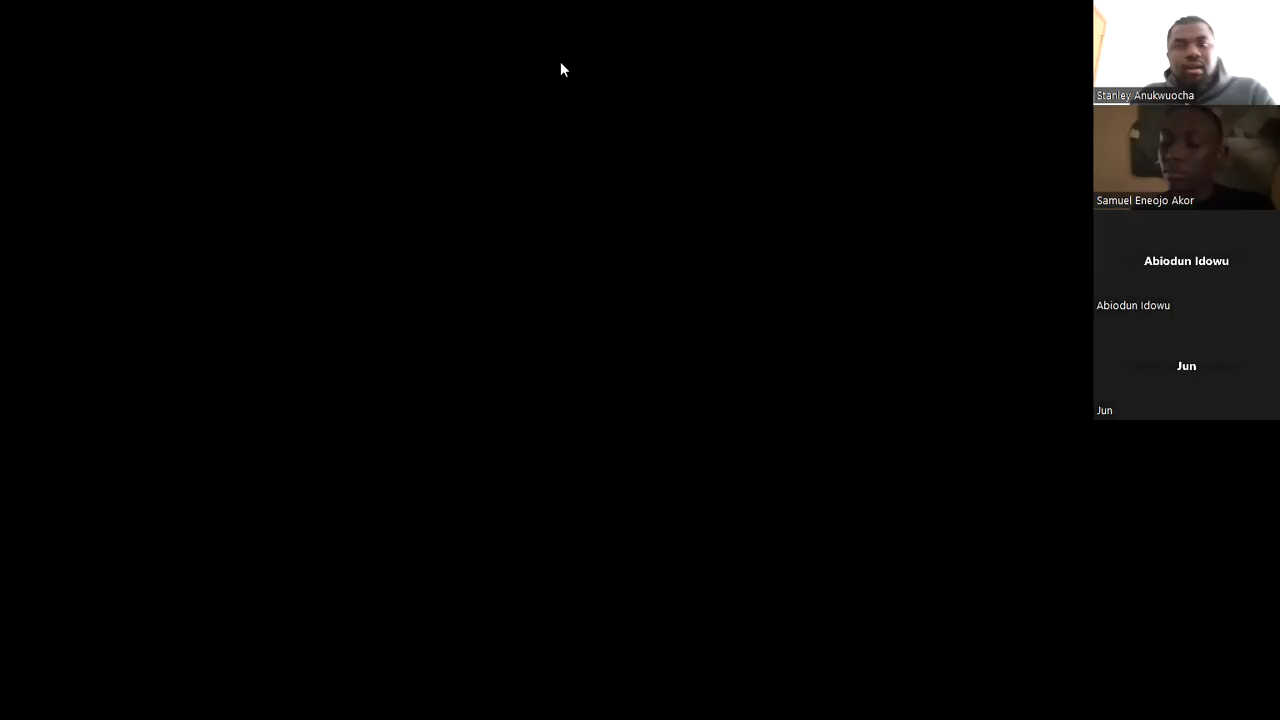 Stanley Anukwuocha
Samuel Eneojo Akor
Abiodun Idowu
Abiodun Idowu
Jun
Jun